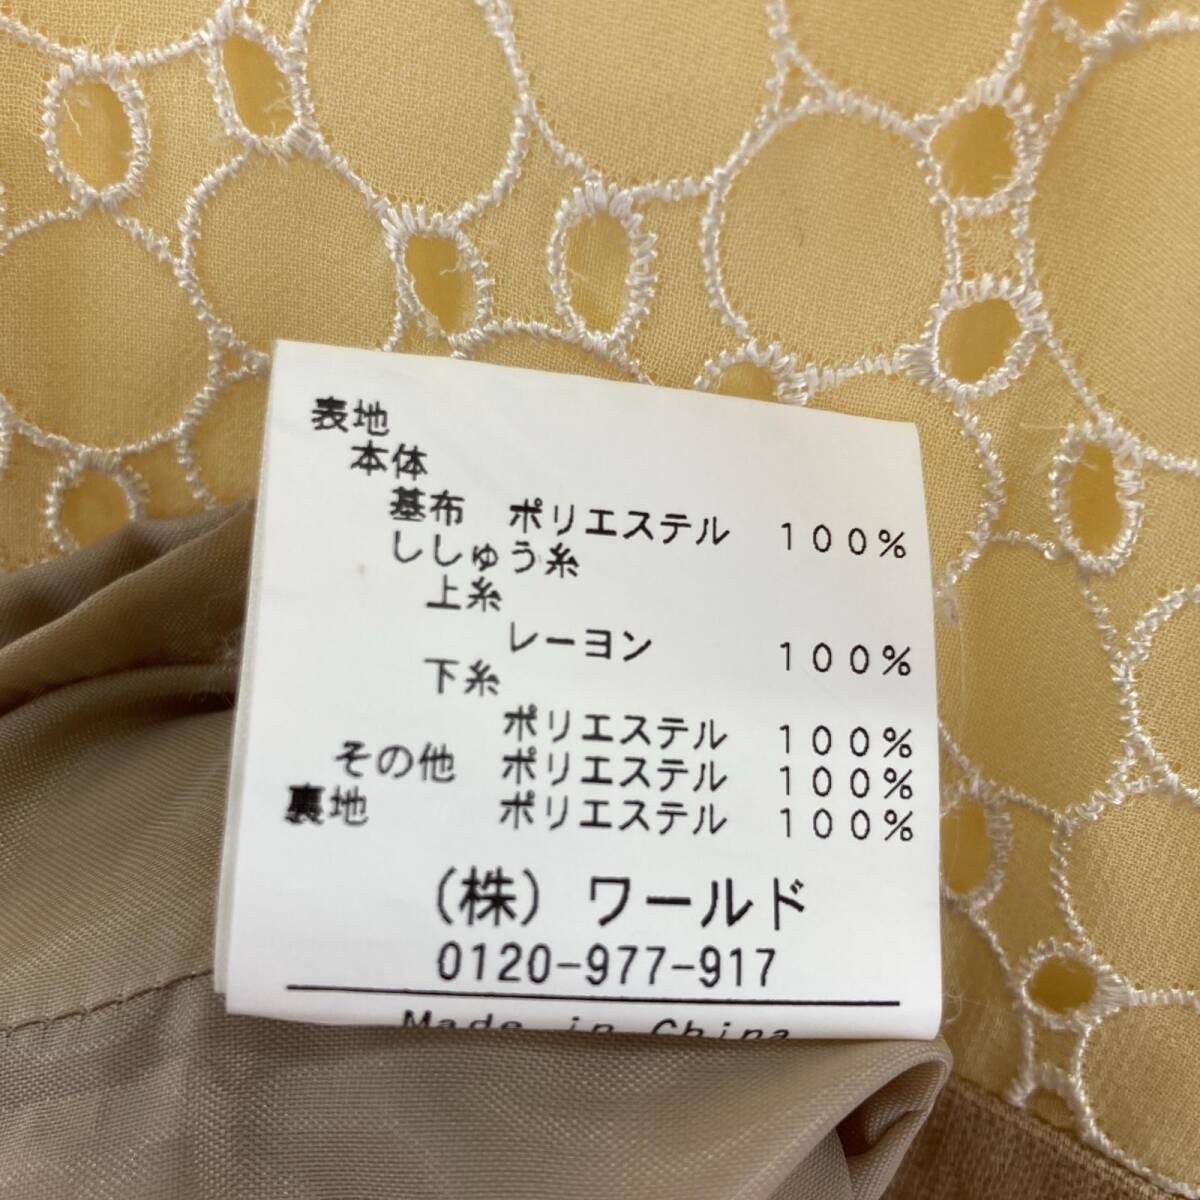 表地
本体
基布 ポリエステル 100%
ししゅう糸
上糸
レーヨン 100%
下糸
ポリエステル 100%
その他 ポリエステル 100%
裏地 ポリエステル 100%
(株) ワールド
0120-977-917
Made in China